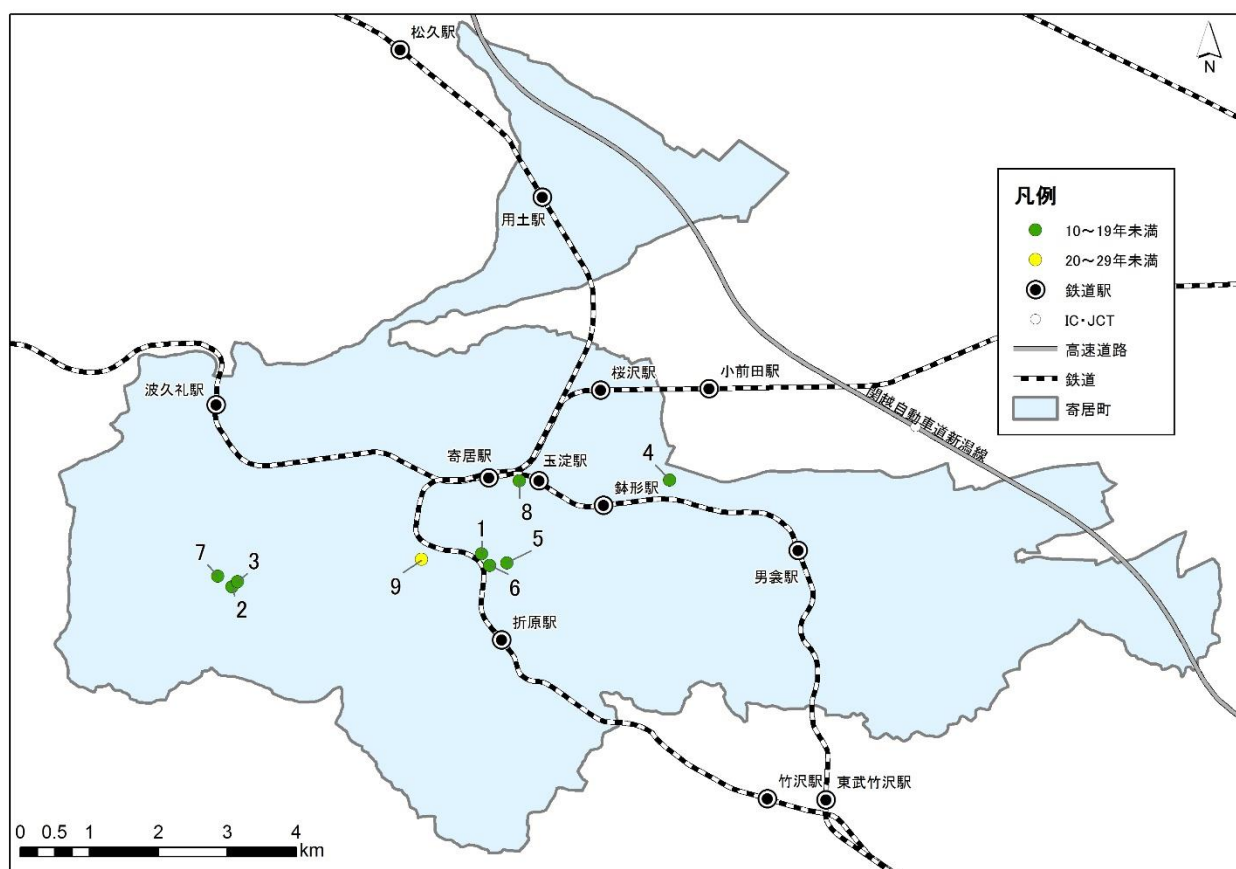 松久駅
N
凡例
10～19年未満
20～29年未満
鉄道駅
IC・JCT
高速道路
鉄道
寄居町
用土駅
波久礼駅
桜沢駅
小前田駅
関越自動車道新潟線
寄居駅
玉淀駅
4
8
鉢形駅
1
5
7
3
9
6
2
男衾駅
折原駅
竹沢駅
東武竹沢駅
0 0.5 1 2 3 4
km